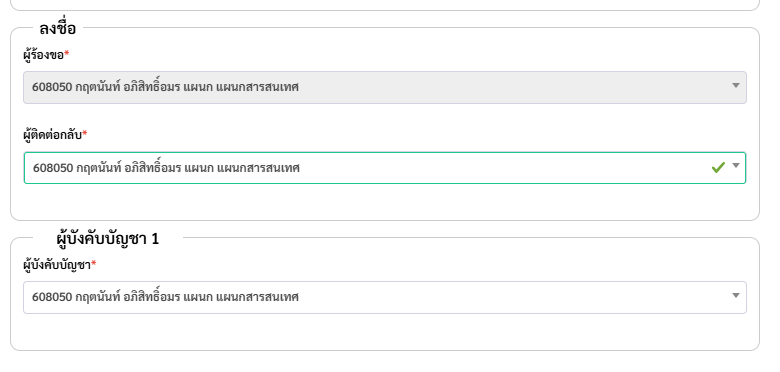 ลงชื่อ
ผู้ร้องขอ*
608050 กฤตนันท์ อภิสิทธิ์อมร แผนก แผนกสารสนเทศ
ผู้ติดต่อกลับ*
608050 กฤตนันท์ อภิสิทธิ์อมร แผนก แผนกสารสนเทศ
ผู้บังคับบัญชา 1
ผู้บังคับบัญชา*
608050 กฤตนันท์ อภิสิทธิ์อมร แผนก แผนกสารสนเทศ